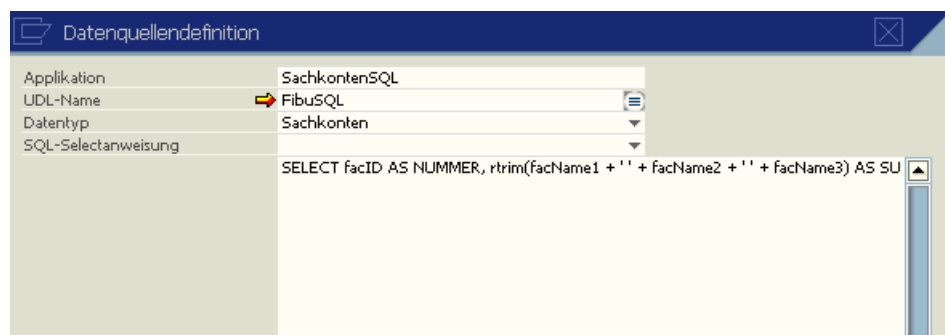 Datenquellendefinition
Applikation SachkontenSQL
UDL-Name FibuSQL
Datentyp Sachkonten
SQL-Selectanweisung
SELECT facID AS NUMMER, rtrim(facName1 + ' ' + facName2 + ' ' + facName3) AS SU